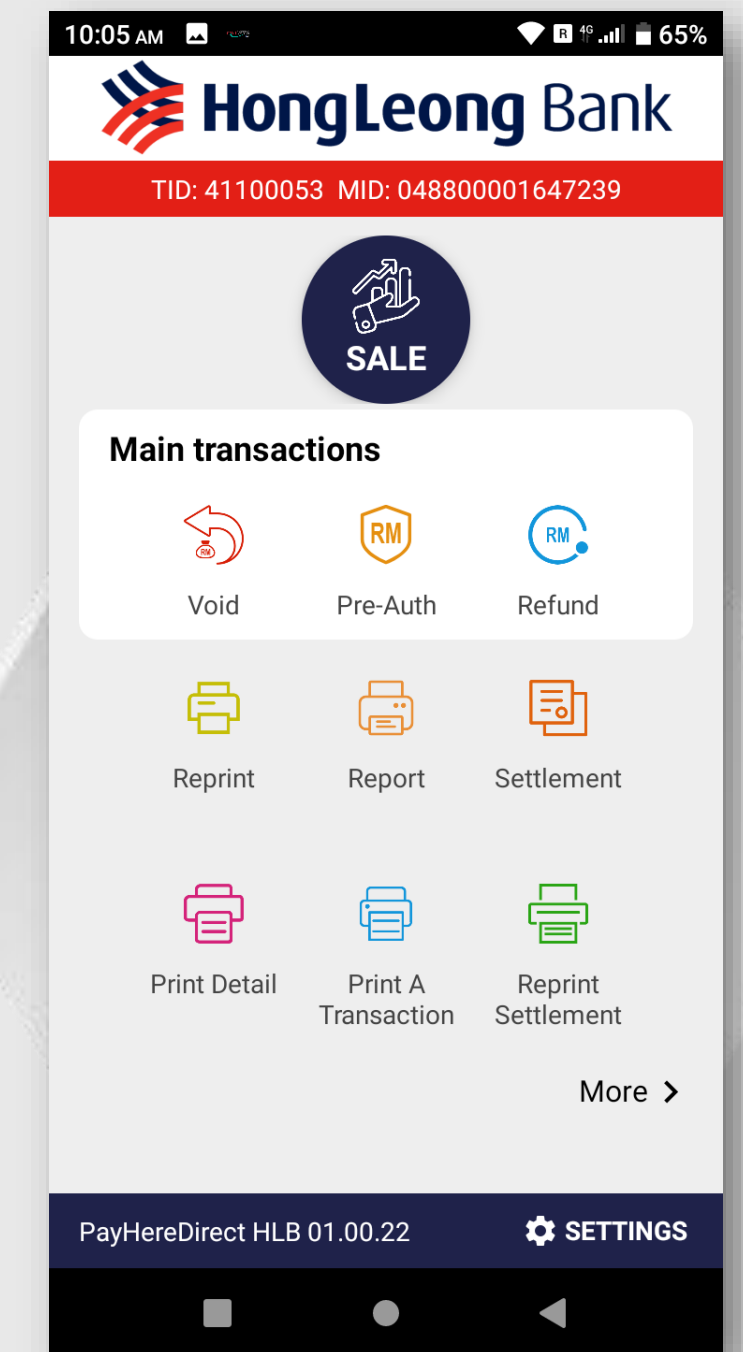 10:05 AM R 4G 65%
HongLeong Bank
TID: 41100053 MID: 048800001647239
SALE
Main transactions
RM RM RM
Void Pre-Auth Refund
Reprint Report Settlement
Print Detail Print A Reprint
Transaction Settlement
More
PayHereDirect HLB 01.00.22 SETTINGS